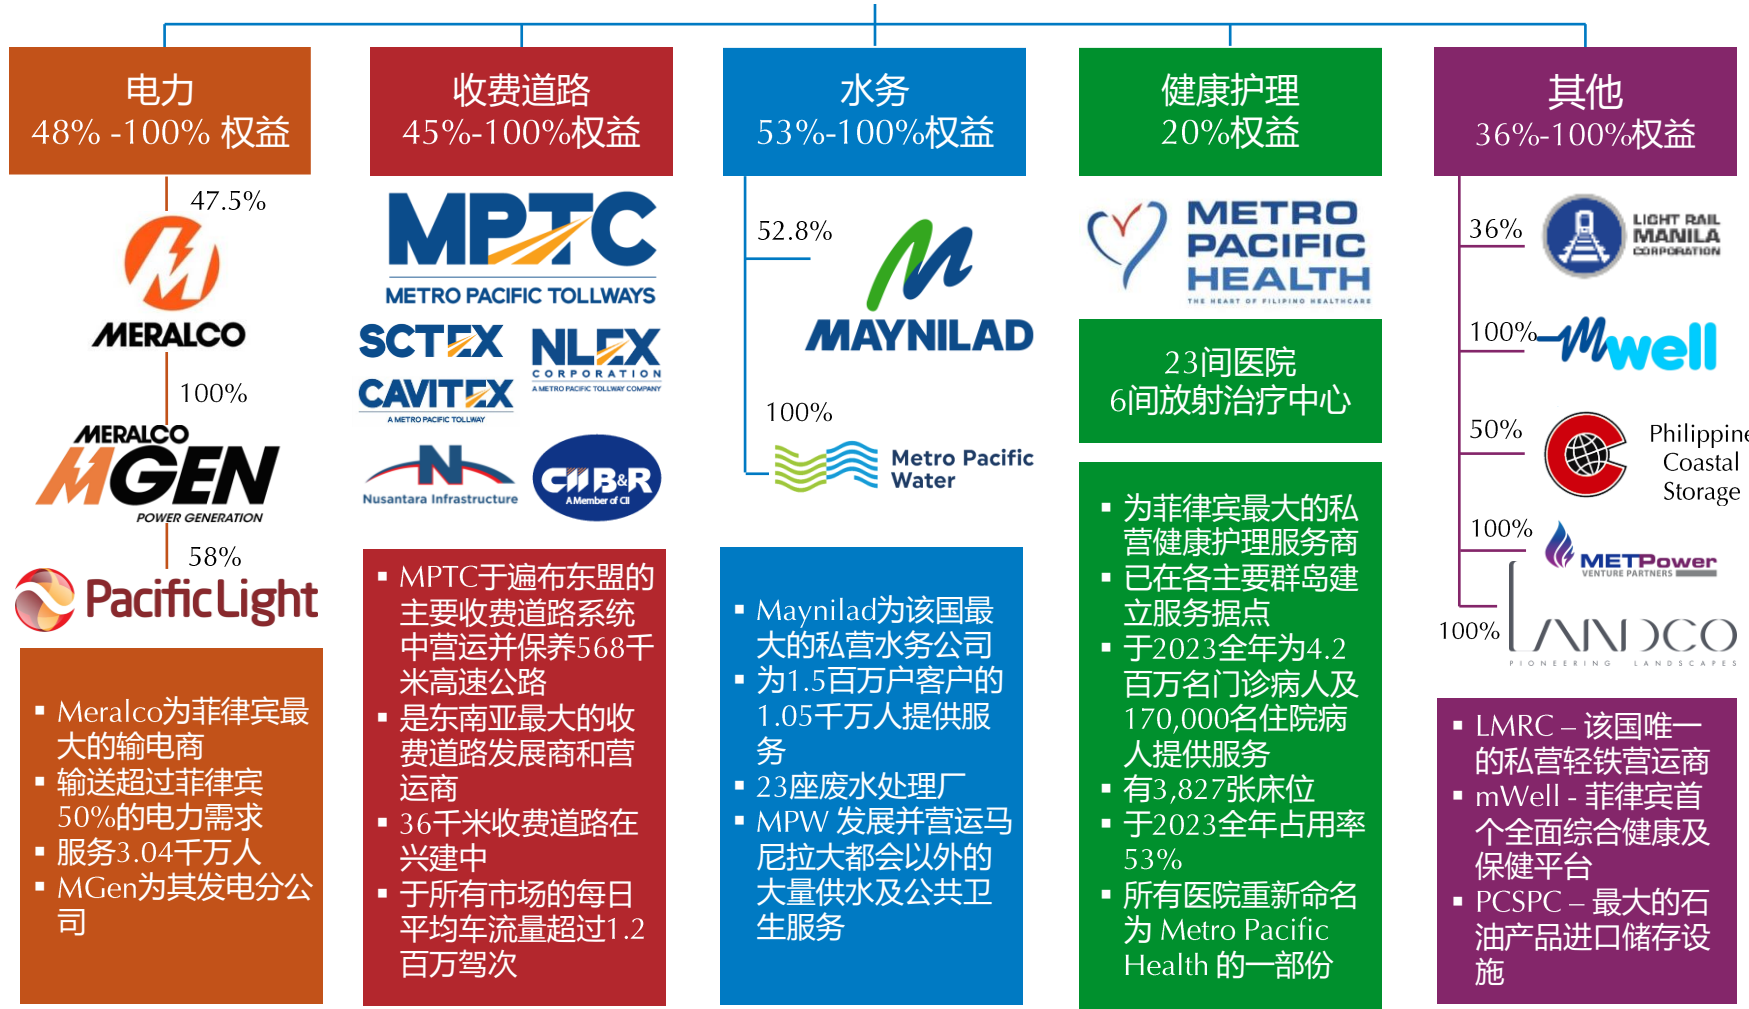 电力
48% -100% 权益
47.5%
MERALCO
100%
MERALCO
MGEN
POWER GENERATION
58%
PacificLight
▪ Meralco为菲律宾最
大的输电商
▪ 输送超过菲律宾
50%的电力需求
▪ 服务3.04千万人
▪ MGen为其发电分公
司
收费道路
45%-100%权益
MPTC
METRO PACIFIC TOLLWAYS
SCTEX
NLEX
CORPORATION
A METRO PACIFIC TOLLWAY COMPANY
CAVITEX
A METRO PACIFIC TOLLWAY
N
Nusantara Infrastructure
CII B&R
A Member of CII
▪ MPTC于遍布东盟的
主要收费道路系统
中营运并保养568千
米高速公路
▪ 是东南亚最大的收
费道路发展商和营
运商
▪ 36千米收费道路在
兴建中
▪ 于所有市场的每日
平均车流量超过1.2
百万驾次
水务
53%-100%权益
52.8%
MAYNILAD
100%
Metro Pacific
Water
▪ Maynilad为该国最
大的私营水务公司
▪ 为1.5百万户客户的
1.05千万人提供服
务
▪ 23座废水处理厂
▪ MPW 发展并营运马
尼拉大都会以外的
大量供水及公共卫
生服务
健康护理
20%权益
METRO
PACIFIC
HEALTH
THE HEART OF FILIPINO HEALTHCARE
23间医院
6间放射治疗中心
▪ 为菲律宾最大的私
营健康护理服务商
▪ 已在各主要群岛建
立服务据点
▪ 于2023全年为4.2
百万名门诊病人及
170,000名住院病
人提供服务
▪ 有3,827张床位
▪ 于2023全年占用率
53%
▪ 所有医院重新命名
为 Metro Pacific
Health 的一部份
其他
36%-100%权益
36%
LIGHT RAIL
MANILA
CORPORATION
100%
mwell
50%
Philippine
Coastal
Storage
100%
METPower
VENTURE PARTNERS
100%
LANDCO
PIONEERING LANDSCAPES
▪ LMRC – 该国唯一
的私营轻铁营运商
▪ mWell - 菲律宾首
个全面综合健康及
保健平台
▪ PCSPC – 最大的石
油产品进口储存设
施